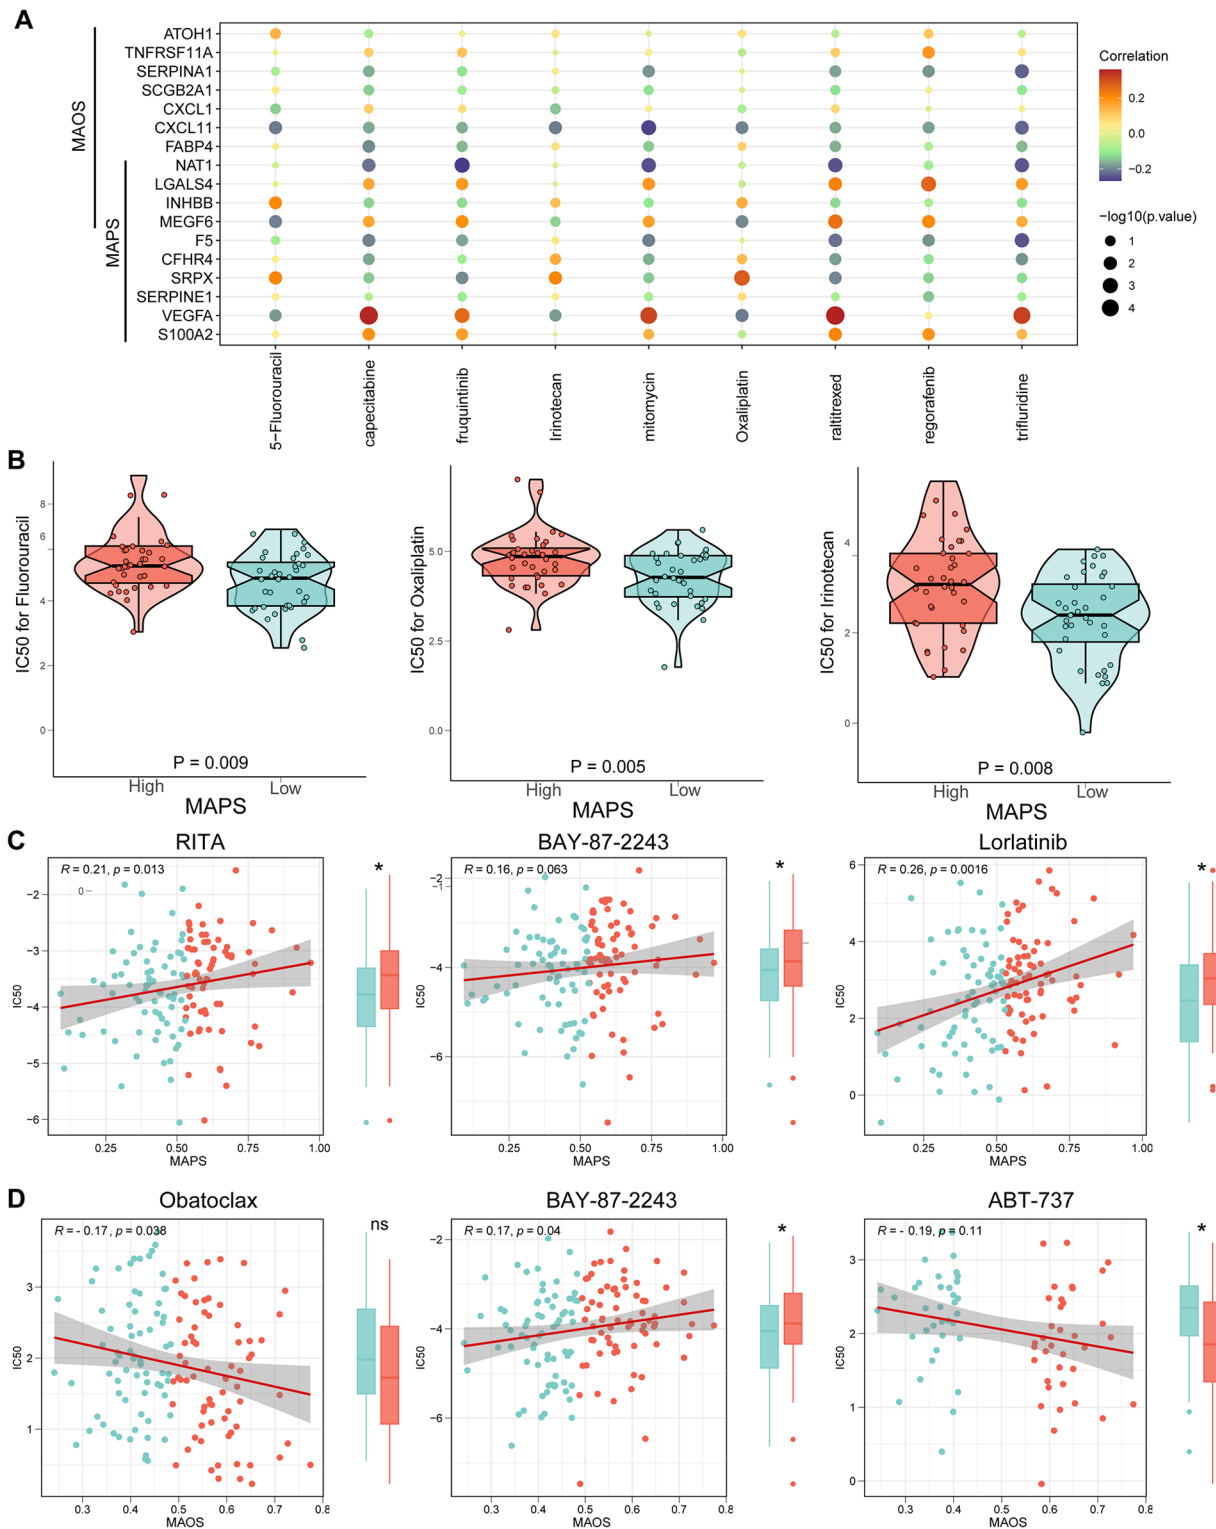 A
MAOS
MAPS
ATOH1
TNFRSF11A
SERPINA1
SCGB2A1
CXCL1
CXCL11
FABP4
NAT1
LGALS4
INHBB
MEGF6
F5
CFHR4
SRPX
SERPINE1
VEGFA
S100A2
5-Fluorouracil
capecitabine
fruquintinib
Irinotecan
mitomycin
Oxaliplatin
raltitrexed
regorafenib
trifluridine
Correlation
0.2
0.0
−0.2
−log10(p.value)
1
2
3
4
B
IC50 for Fluorouracil
8
6
4
2
0
P = 0.009
High Low
MAPS
IC50 for Oxaliplatin
5.0
2.5
0.0
P = 0.005
High Low
MAPS
IC50 for Irinotecan
4
2
0
P = 0.008
High Low
MAPS
C
RITA
R = 0.21, p = 0.013
0
*
IC50
−2
−3
−4
−5
−6
0.25 0.50 0.75 1.00
MAPS
BAY-87-2243
R = 0.16, p = 0.063
*
IC50
−2
−1
−4
−6
0.25 0.50 0.75 1.00
MAPS
Lorlatinib
R = 0.26, p = 0.0016
*
IC50
6
4
2
0
0.25 0.50 0.75 1.00
MAPS
D
Obatoclax
R = - 0.17, p = 0.038
ns
IC50
3
2
1
0.3 0.4 0.5 0.6 0.7 0.8
MAOS
BAY-87-2243
R = 0.17, p = 0.04
*
IC50
−2
−4
−6
0.3 0.4 0.5 0.6 0.7 0.8
MAOS
ABT-737
R = - 0.19, p = 0.11
*
IC50
3
2
1
0
0.3 0.4 0.5 0.6 0.7 0.8
MAOS